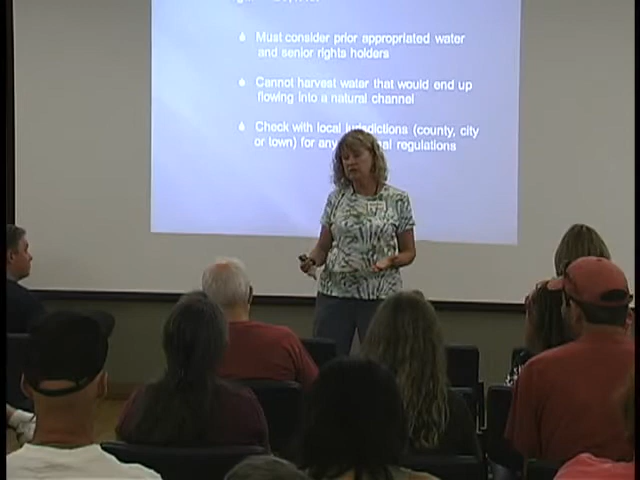 Must consider prior appropriated water
and senior rights holders
Cannot harvest water that would end up
flowing into a natural channel
Check with local jurisdictions (county, city
or town) for any regulations